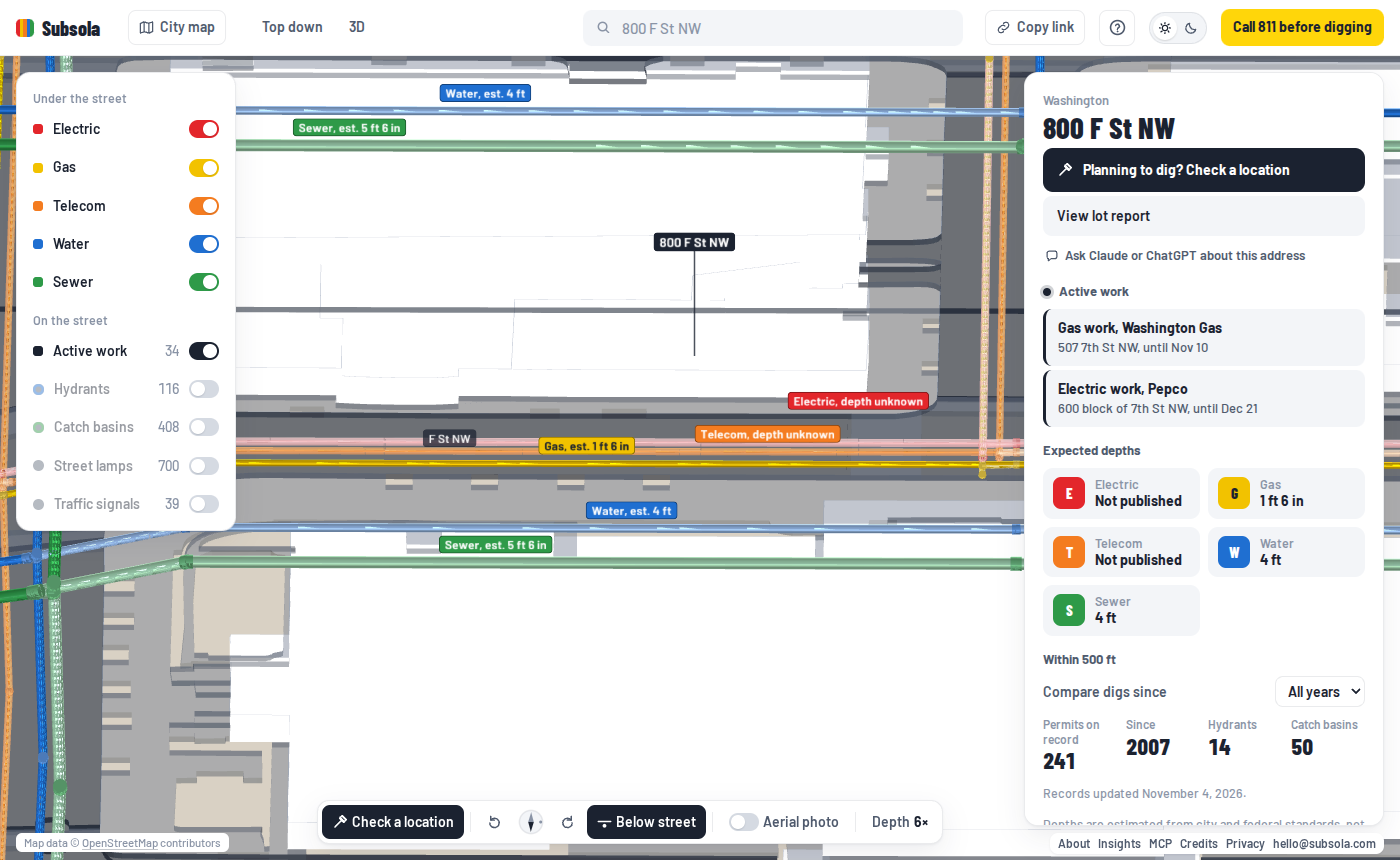 Subsola
City map
Top down
3D
800 F St NW
Copy link
Call 811 before digging
Under the street
Electric
Gas
Telecom
Water
Sewer
On the street
Active work 34
Hydrants 116
Catch basins 408
Street lamps 700
Traffic signals 39
Water, est. 4 ft
Sewer, est. 5 ft 6 in
800 F St NW
Electric, depth unknown
Telecom, depth unknown
F St NW
Gas, est. 1 ft 6 in
Water, est. 4 ft
Sewer, est. 5 ft 6 in
Washington
800 F St NW
Planning to dig? Check a location
View lot report
Ask Claude or ChatGPT about this address
Active work
Gas work, Washington Gas
507 7th St NW, until Nov 10
Electric work, Pepco
600 block of 7th St NW, until Dec 21
Expected depths
E Electric
Not published
G Gas
1 ft 6 in
T Telecom
Not published
W Water
4 ft
S Sewer
4 ft
Within 500 ft
Compare digs since
All years
Permits on record
241
Since
2007
Hydrants
14
Catch basins
50
Records updated November 4, 2026.
Depths are estimated from city and federal standards, not
Check a location
Below street
Aerial photo
Depth 6×
Map data © OpenStreetMap contributors
About Insights MCP Credits Privacy hello@subsola.com